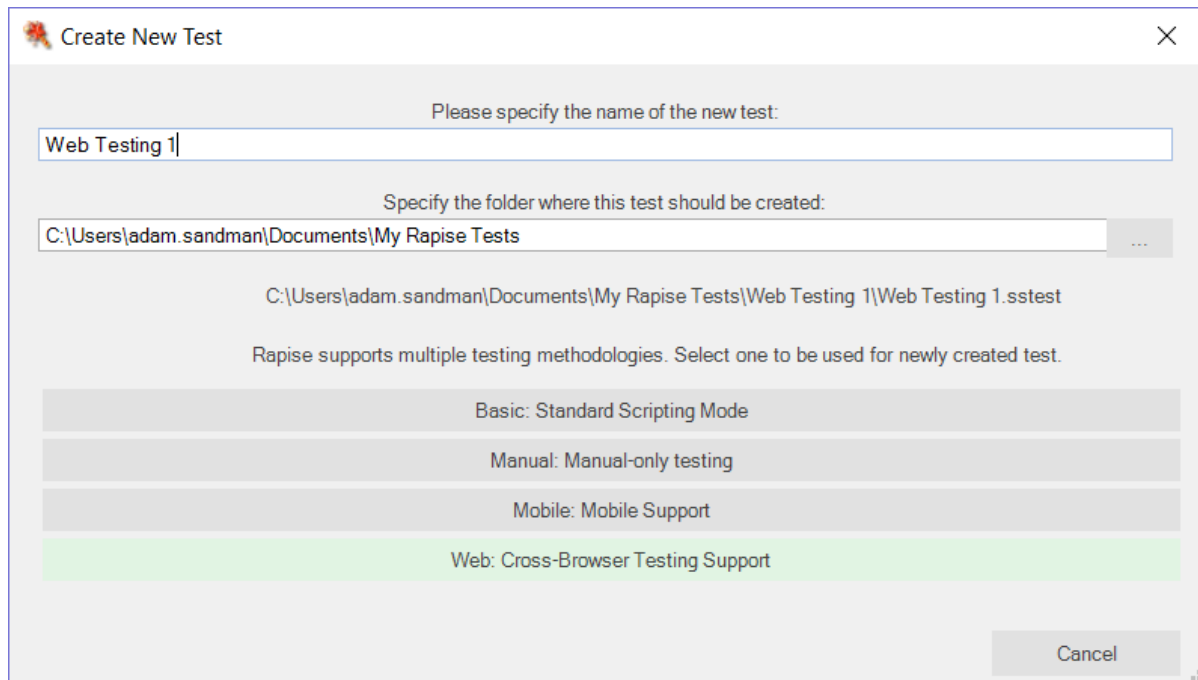 Create New Test
Please specify the name of the new test:
Web Testing 1
Specify the folder where this test should be created:
C:\Users\adam.sandman\Documents\My Rapise Tests
...
C:\Users\adam.sandman\Documents\My Rapise Tests\Web Testing 1\Web Testing 1.sstest
Rapise supports multiple testing methodologies. Select one to be used for newly created test.
Basic: Standard Scripting Mode
Manual: Manual-only testing
Mobile: Mobile Support
Web: Cross-Browser Testing Support
Cancel